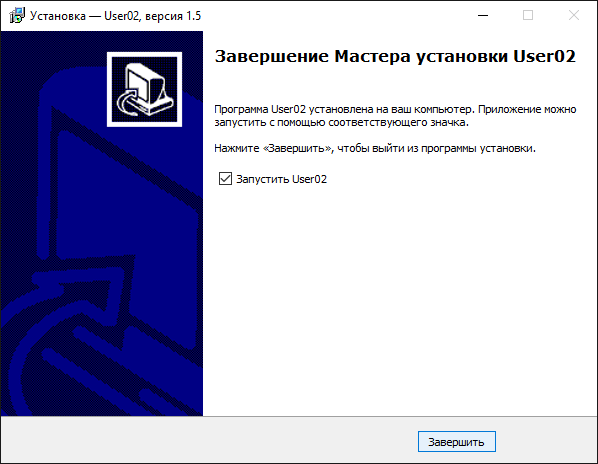 Установка — User02, версия 1.5
Завершение Мастера установки User02
Программа User02 установлена на ваш компьютер. Приложение можно
запустить с помощью соответствующего значка.
Нажмите «Завершить», чтобы выйти из программы установки.
Запустить User02
Завершить